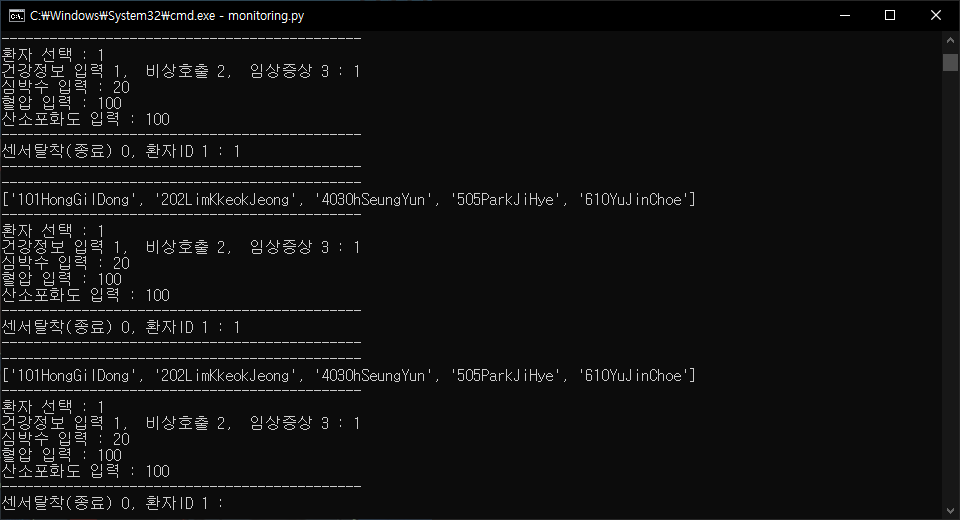 C:\Windows\System32\cmd.exe - monitoring.py
---------------------------------------------
환자 선택 : 1
건강정보 입력 1,  비상호출 2,  임상증상 3 : 1
심박수 입력 : 20
혈압 입력 : 100
산소포화도 입력 : 100
---------------------------------------------
센서탈착(종료) 0, 환자ID 1 : 1
---------------------------------------------
---------------------------------------------
['101HongGilDong', '202LimKkeokJeong', '403OhSeungYun', '505ParkJiHye', '610YuJinChoe']
---------------------------------------------
환자 선택 : 1
건강정보 입력 1,  비상호출 2,  임상증상 3 : 1
심박수 입력 : 20
혈압 입력 : 100
산소포화도 입력 : 100
---------------------------------------------
센서탈착(종료) 0, 환자ID 1 : 1
---------------------------------------------
---------------------------------------------
['101HongGilDong', '202LimKkeokJeong', '403OhSeungYun', '505ParkJiHye', '610YuJinChoe']
---------------------------------------------
환자 선택 : 1
건강정보 입력 1,  비상호출 2,  임상증상 3 : 1
심박수 입력 : 20
혈압 입력 : 100
산소포화도 입력 : 100
---------------------------------------------
센서탈착(종료) 0, 환자ID 1 :